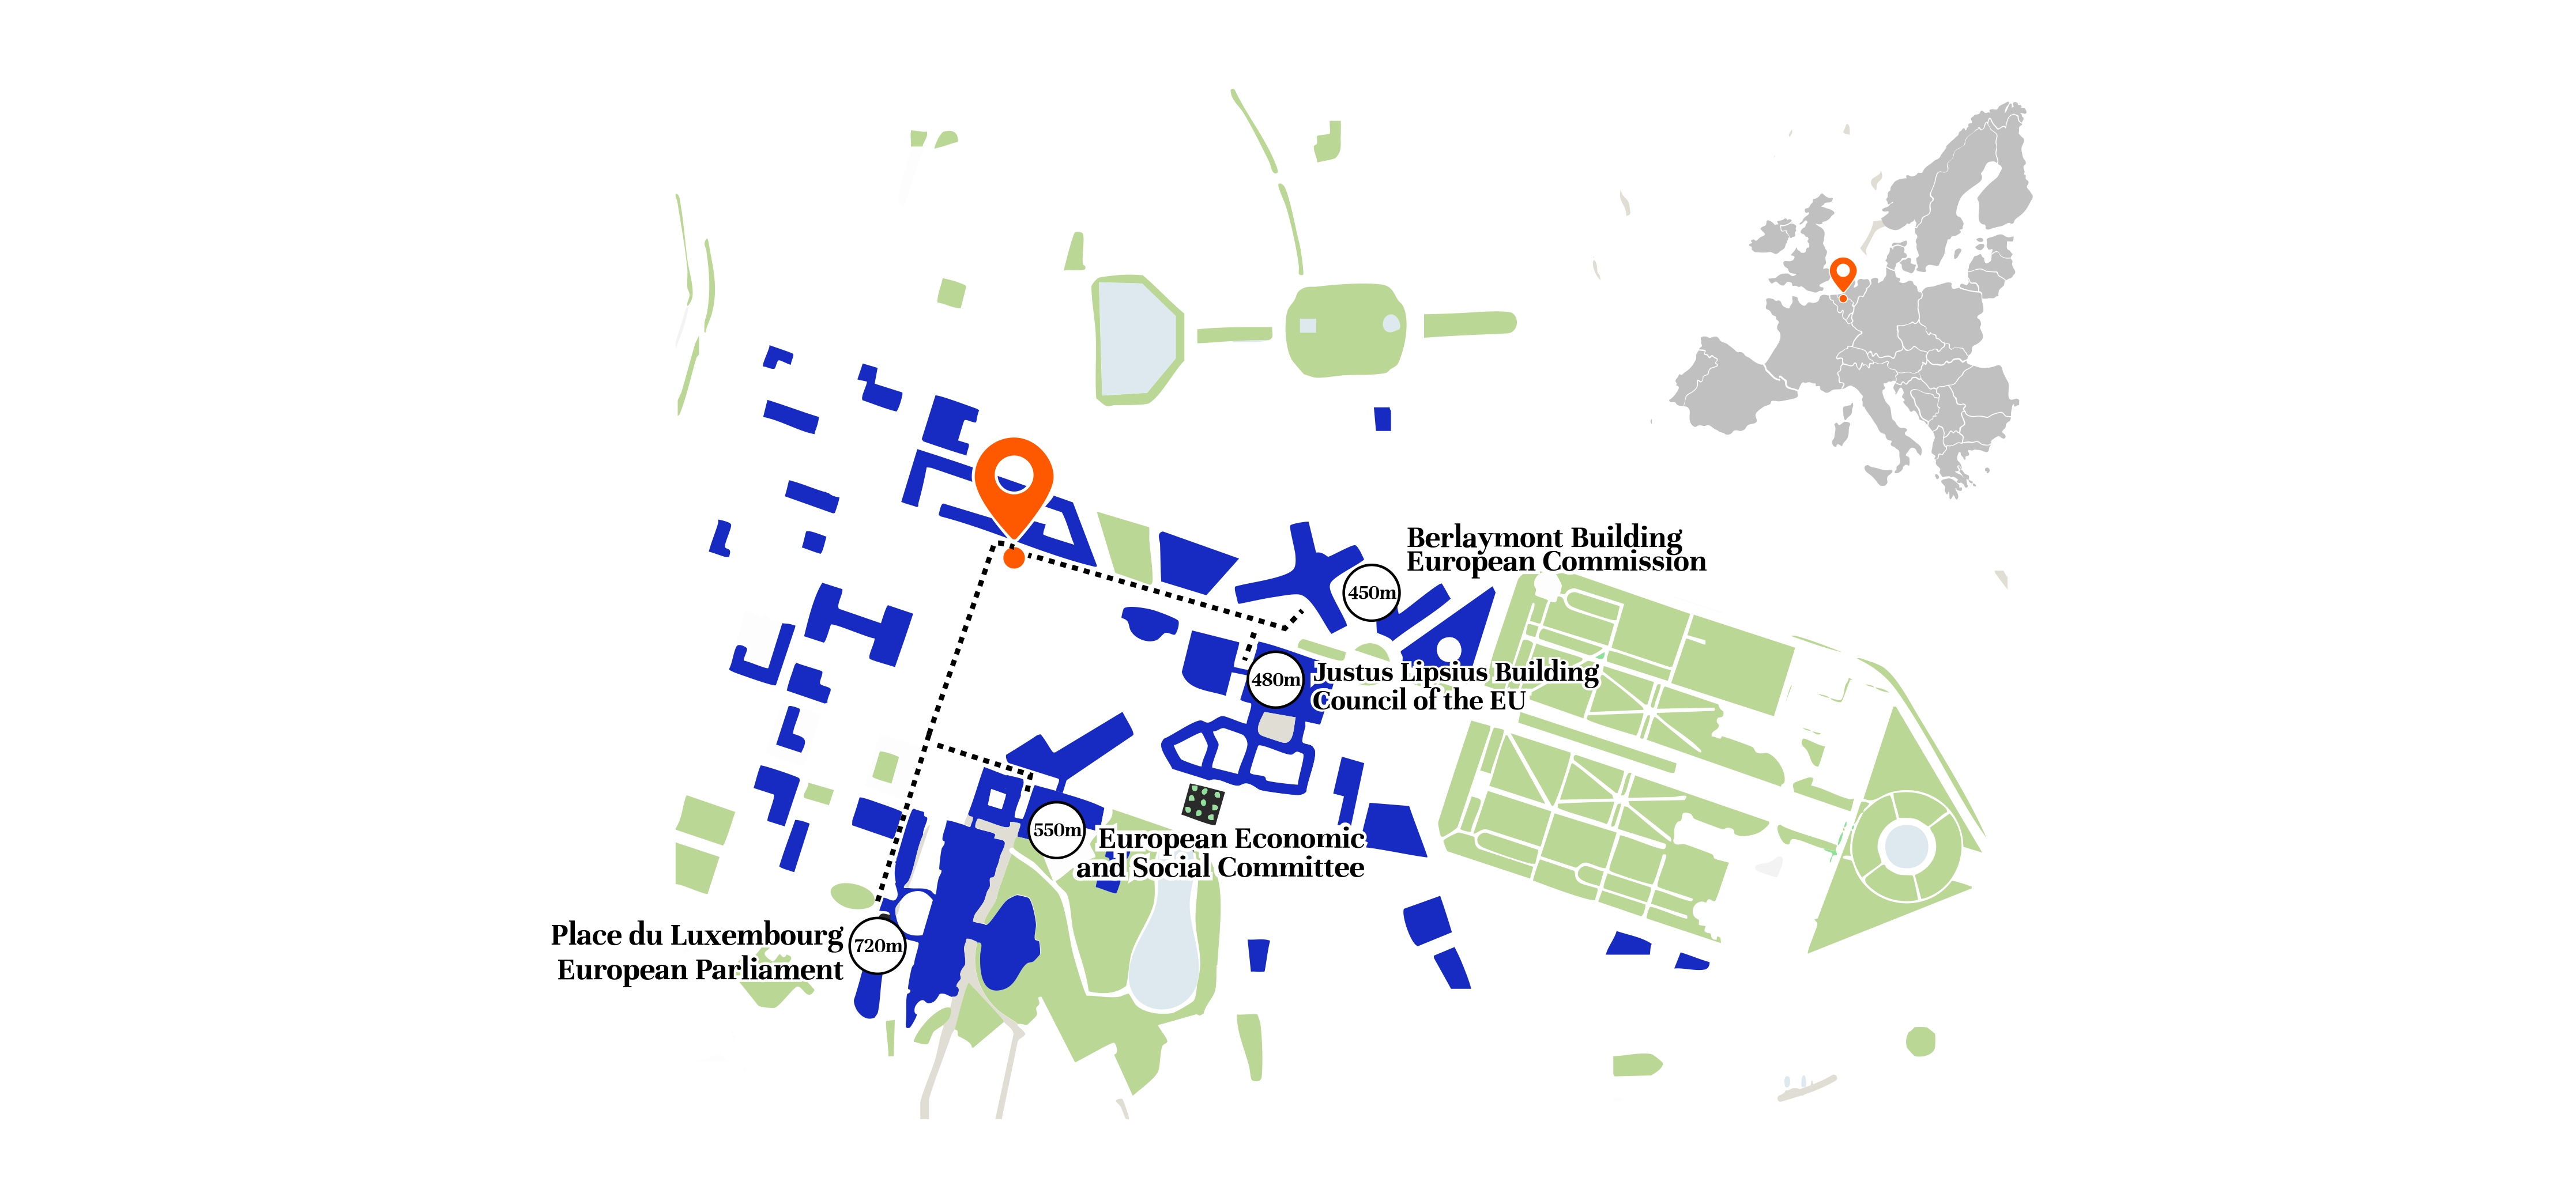 Berlaymont Building
European Commission
450m
Justus Lipsius Building
480m
Council of the EU
550m
European Economic
and Social Committee
Place du Luxembourg
720m
European Parliament